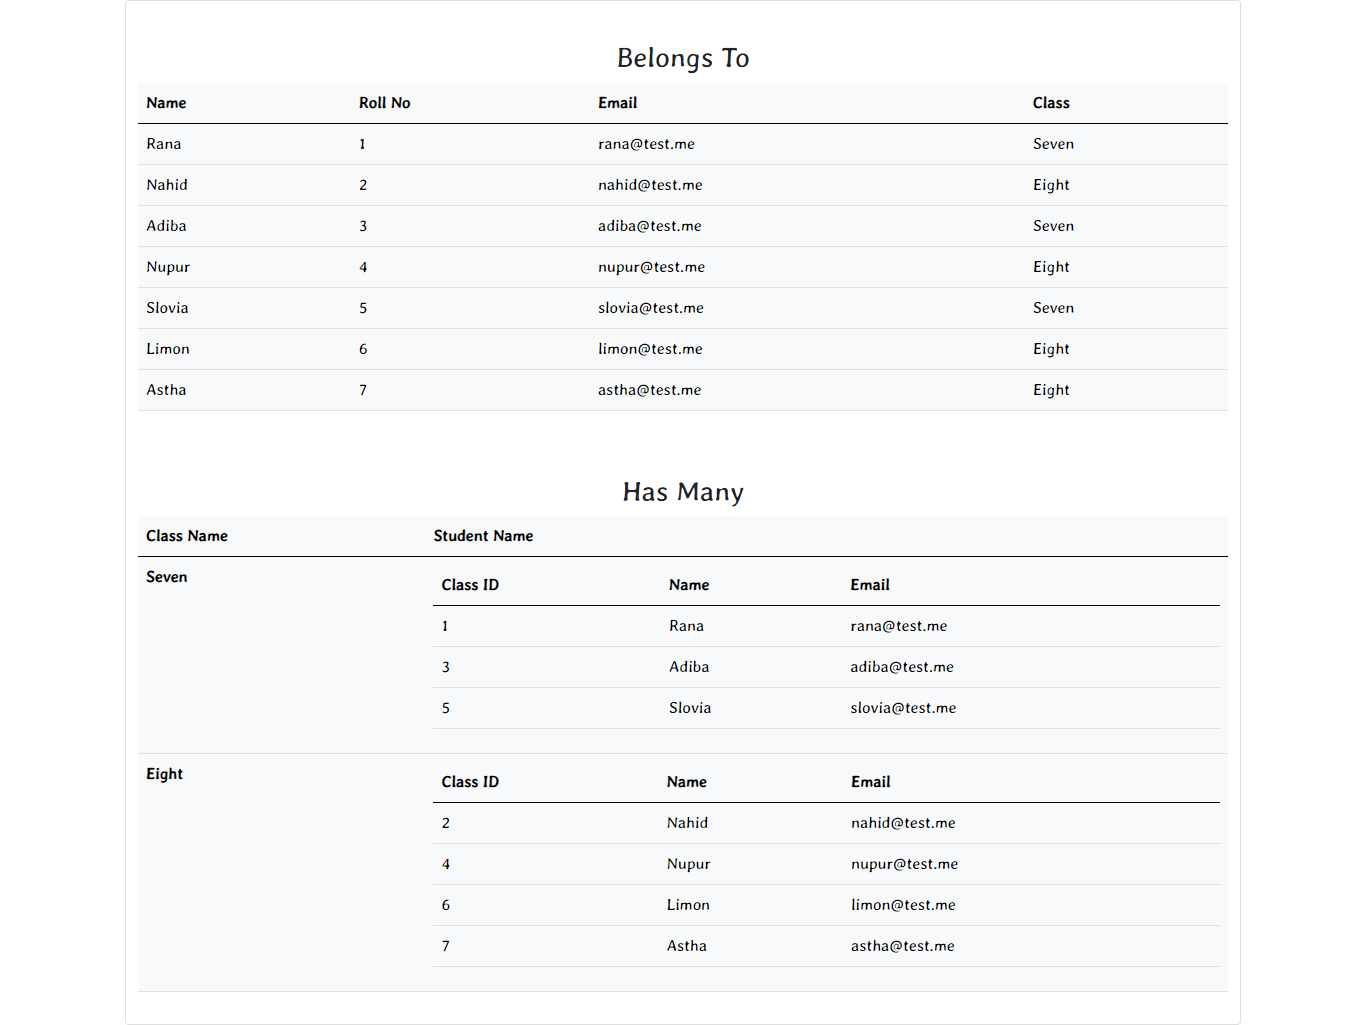 Belongs To
Name Roll No Email Class
Rana 1 rana@test.me Seven
Nahid 2 nahid@test.me Eight
Adiba 3 adiba@test.me Seven
Nupur 4 nupur@test.me Eight
Slovia 5 slovia@test.me Seven
Limon 6 limon@test.me Eight
Astha 7 astha@test.me Eight
Has Many
Class Name Student Name
Seven
Class ID Name Email
1 Rana rana@test.me
3 Adiba adiba@test.me
5 Slovia slovia@test.me
Eight
Class ID Name Email
2 Nahid nahid@test.me
4 Nupur nupur@test.me
6 Limon limon@test.me
7 Astha astha@test.me